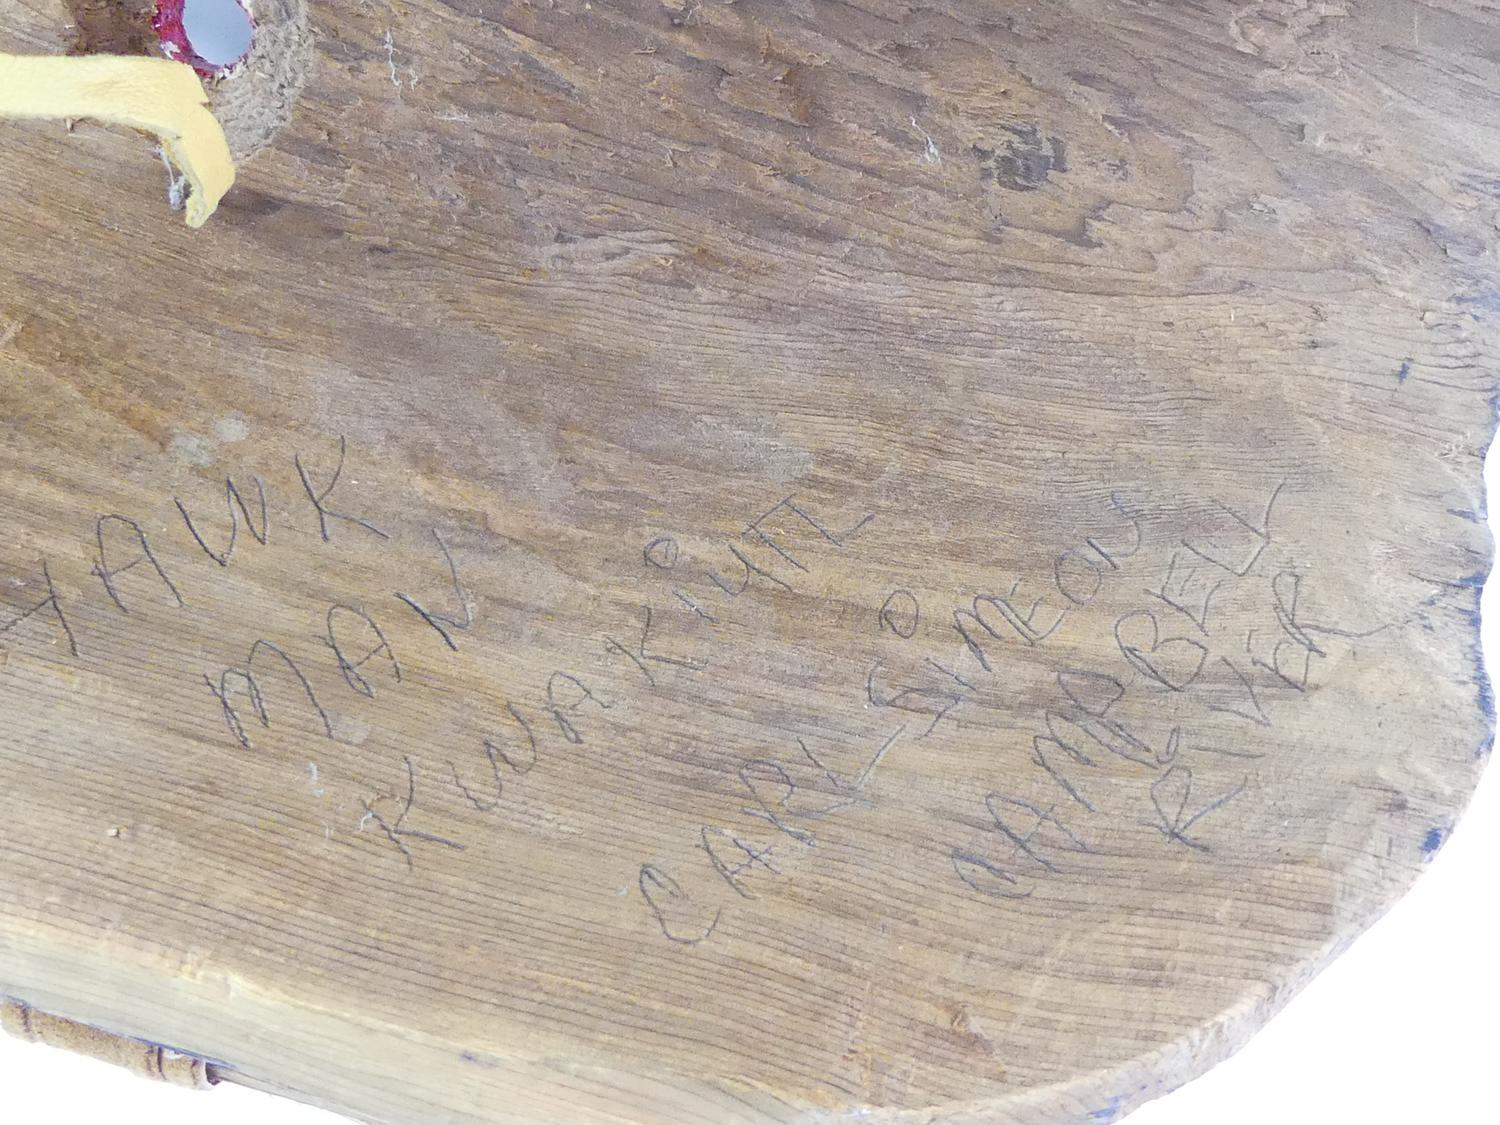 HAWK
MAN
KWAKIUTL
CARL SIMEON
CAMPBELL
RIVER